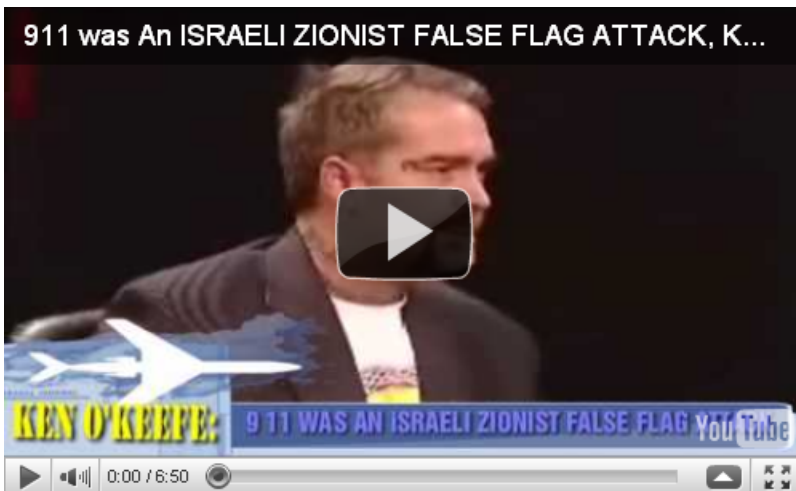 911 was An ISRAELI ZIONIST FALSE FLAG ATTACK, K...
KEN O'KEEFE: 9 11 WAS AN ISRAELI ZIONIST FALSE FLAG
YouTube
0:00 / 6:50